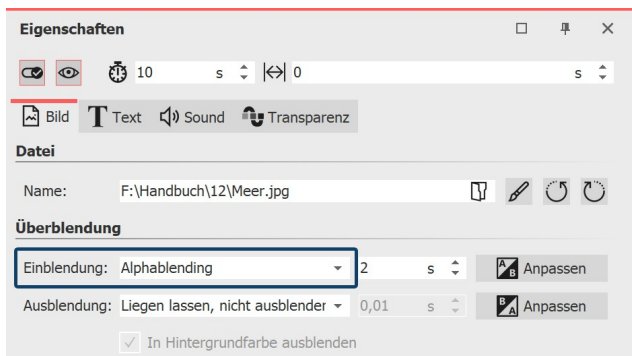 Eigenschaften
10 s 0 s
Bild Text Sound Transparenz
Datei
Name: F:\Handbuch\12\Meer.jpg
Überblendung
Einblendung: Alphablending 2 s A B Anpassen
Ausblendung: Liegen lassen, nicht ausblender 0,01 s B A Anpassen
In Hintergrundfarbe ausblenden